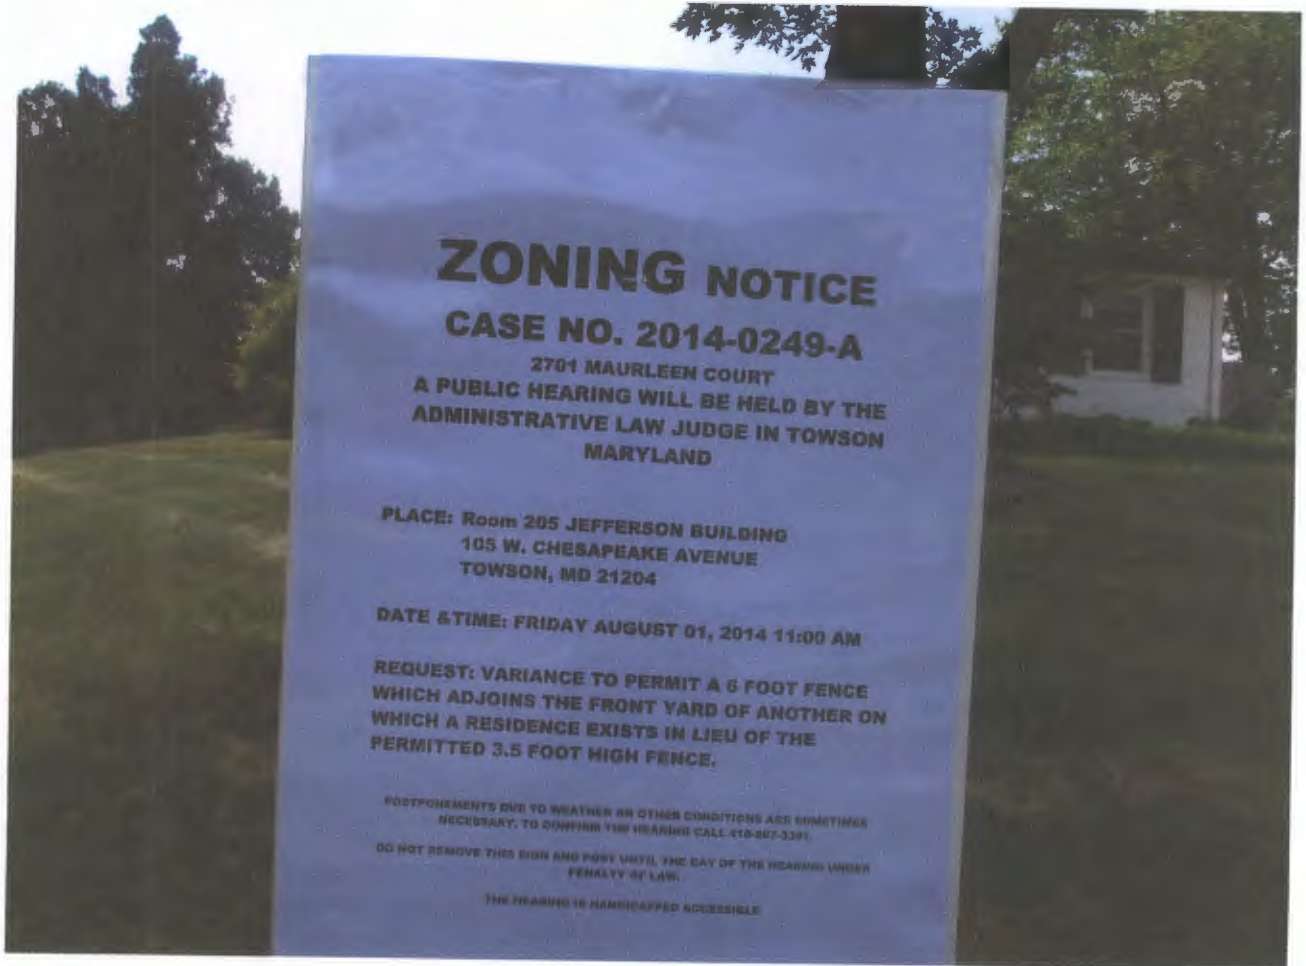 ZONING NOTICE
CASE NO. 2014-0249-A
2701 MAURLEEN COURT
A PUBLIC HEARING WILL BE HELD BY THE
ADMINISTRATIVE LAW JUDGE IN TOWSON
MARYLAND
PLACE: Room 205 JEFFERSON BUILDING
105 W. CHESAPEAKE AVENUE
TOWSON, MD 21204
DATE &TIME: FRIDAY AUGUST 01, 2014 11:00 AM
REQUEST: VARIANCE TO PERMIT A 6 FOOT FENCE
WHICH ADJOINS THE FRONT YARD OF ANOTHER ON
WHICH A RESIDENCE EXISTS IN LIEU OF THE
PERMITTED 3.5 FOOT HIGH FENCE.
POSTPONEMENTS DUE TO WEATHER OR OTHER CONDITIONS ARE SOMETIMES
NECESSARY. TO CONFIRM THE HEARING CALL
DO NOT REMOVE THIS SIGN AND POST UNTIL THE DAY OF THE HEARING UNDER
PENALTY OF LAW.
THE HEARING IS HANDICAPPED ACCESSIBLE